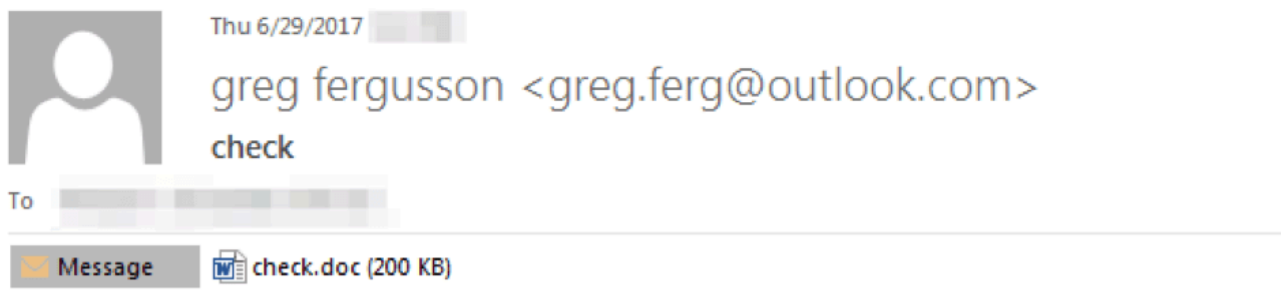 Thu 6/29/2017
greg fergusson <greg.ferg@outlook.com>
check
To
Message check.doc (200 KB)